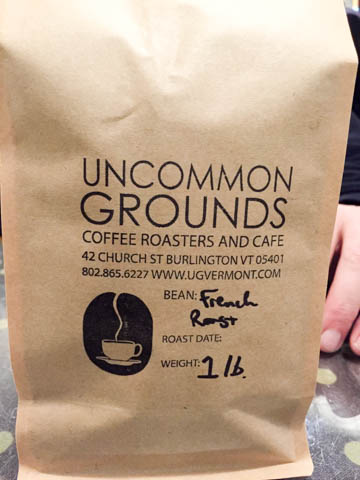 UNCOMMON
GROUNDS
COFFEE ROASTERS AND CAFE
42 CHURCH ST BURLINGTON VT 05401
802.865.6227 WWW.UGVERMONT.COM
BEAN: French
Roast
ROAST DATE:
WEIGHT: 1 lb.